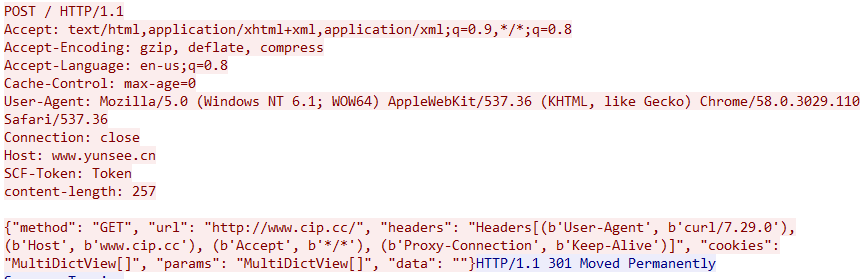 POST / HTTP/1.1
Accept: text/html,application/xhtml+xml,application/xml;q=0.9,*/*;q=0.8
Accept-Encoding: gzip, deflate, compress
Accept-Language: en-us;q=0.8
Cache-Control: max-age=0
User-Agent: Mozilla/5.0 (Windows NT 6.1; WOW64) AppleWebKit/537.36 (KHTML, like Gecko) Chrome/58.0.3029.110
Safari/537.36
Connection: close
Host: www.yunsee.cn
SCF-Token: Token
content-length: 257
{"method": "GET", "url": "http://www.cip.cc/", "headers": "Headers[(b'User-Agent', b'curl/7.29.0'),
(b'Host', b'www.cip.cc'), (b'Accept', b'*/*'), (b'Proxy-Connection', b'Keep-Alive')]", "cookies":
"MultiDictView[]", "params": "MultiDictView[]", "data": ""}HTTP/1.1 301 Moved Permanently